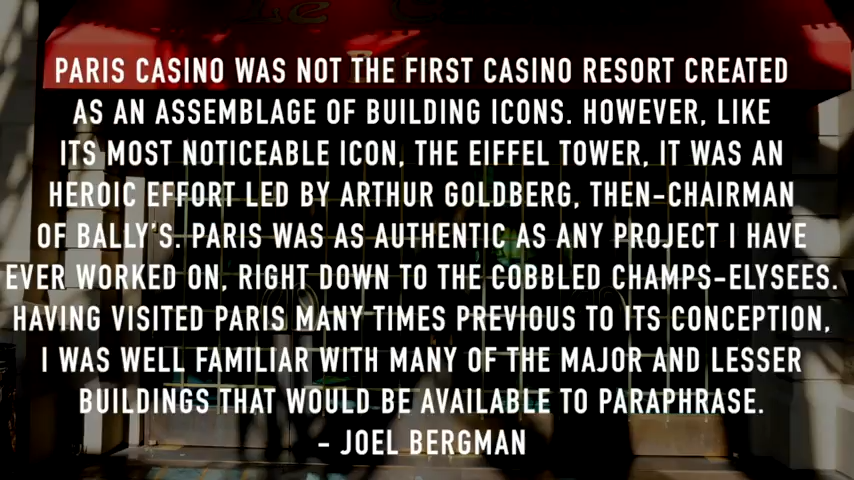 Le
PARIS CASINO WAS NOT THE FIRST CASINO RESORT CREATED
AS AN ASSEMBLAGE OF BUILDING ICONS. HOWEVER, LIKE
ITS MOST NOTICEABLE ICON, THE EIFFEL TOWER, IT WAS AN
HEROIC EFFORT LED BY ARTHUR GOLDBERG, THEN-CHAIRMAN
OF BALLY'S. PARIS WAS AS AUTHENTIC AS ANY PROJECT I HAVE
EVER WORKED ON, RIGHT DOWN TO THE COBBLED CHAMPS-ELYSEES.
HAVING VISITED PARIS MANY TIMES PREVIOUS TO ITS CONCEPTION,
I WAS WELL FAMILIAR WITH MANY OF THE MAJOR AND LESSER
BUILDINGS THAT WOULD BE AVAILABLE TO PARAPHRASE.
- JOEL BERGMAN